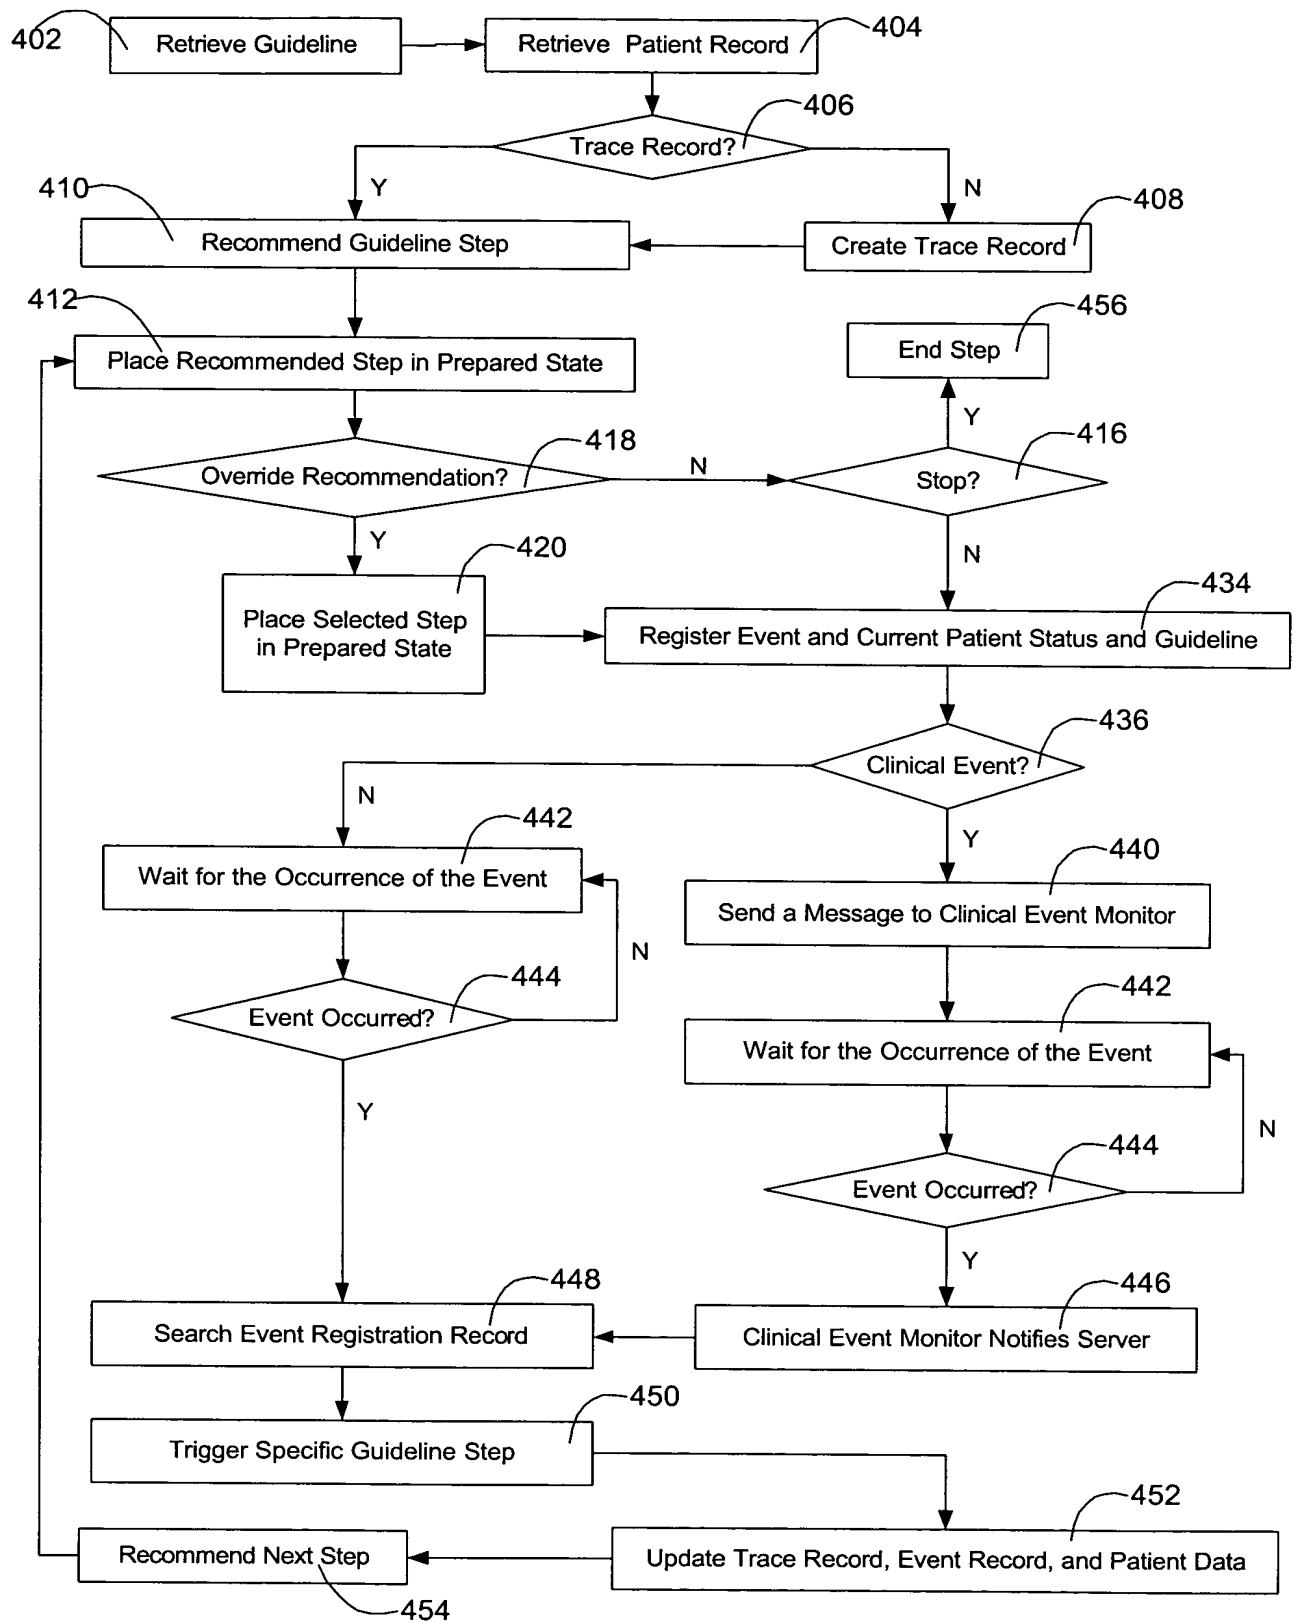 402
Retrieve Guideline
Retrieve Patient Record
404
406
Trace Record?
410
Y
N
408
Recommend Guideline Step
Create Trace Record
412
456
Place Recommended Step in Prepared State
End Step
Y
418
416
Override Recommendation?
N
Stop?
Y
420
N
Place Selected Step
in Prepared State
434
Register Event and Current Patient Status and Guideline
436
Clinical Event?
N
442
Y
440
Wait for the Occurrence of the Event
Send a Message to Clinical Event Monitor
N
444
442
Event Occurred?
Wait for the Occurrence of the Event
Y
N
444
Event Occurred?
Y
448
446
Search Event Registration Record
Clinical Event Monitor Notifies Server
450
Trigger Specific Guideline Step
452
Recommend Next Step
Update Trace Record, Event Record, and Patient Data
454